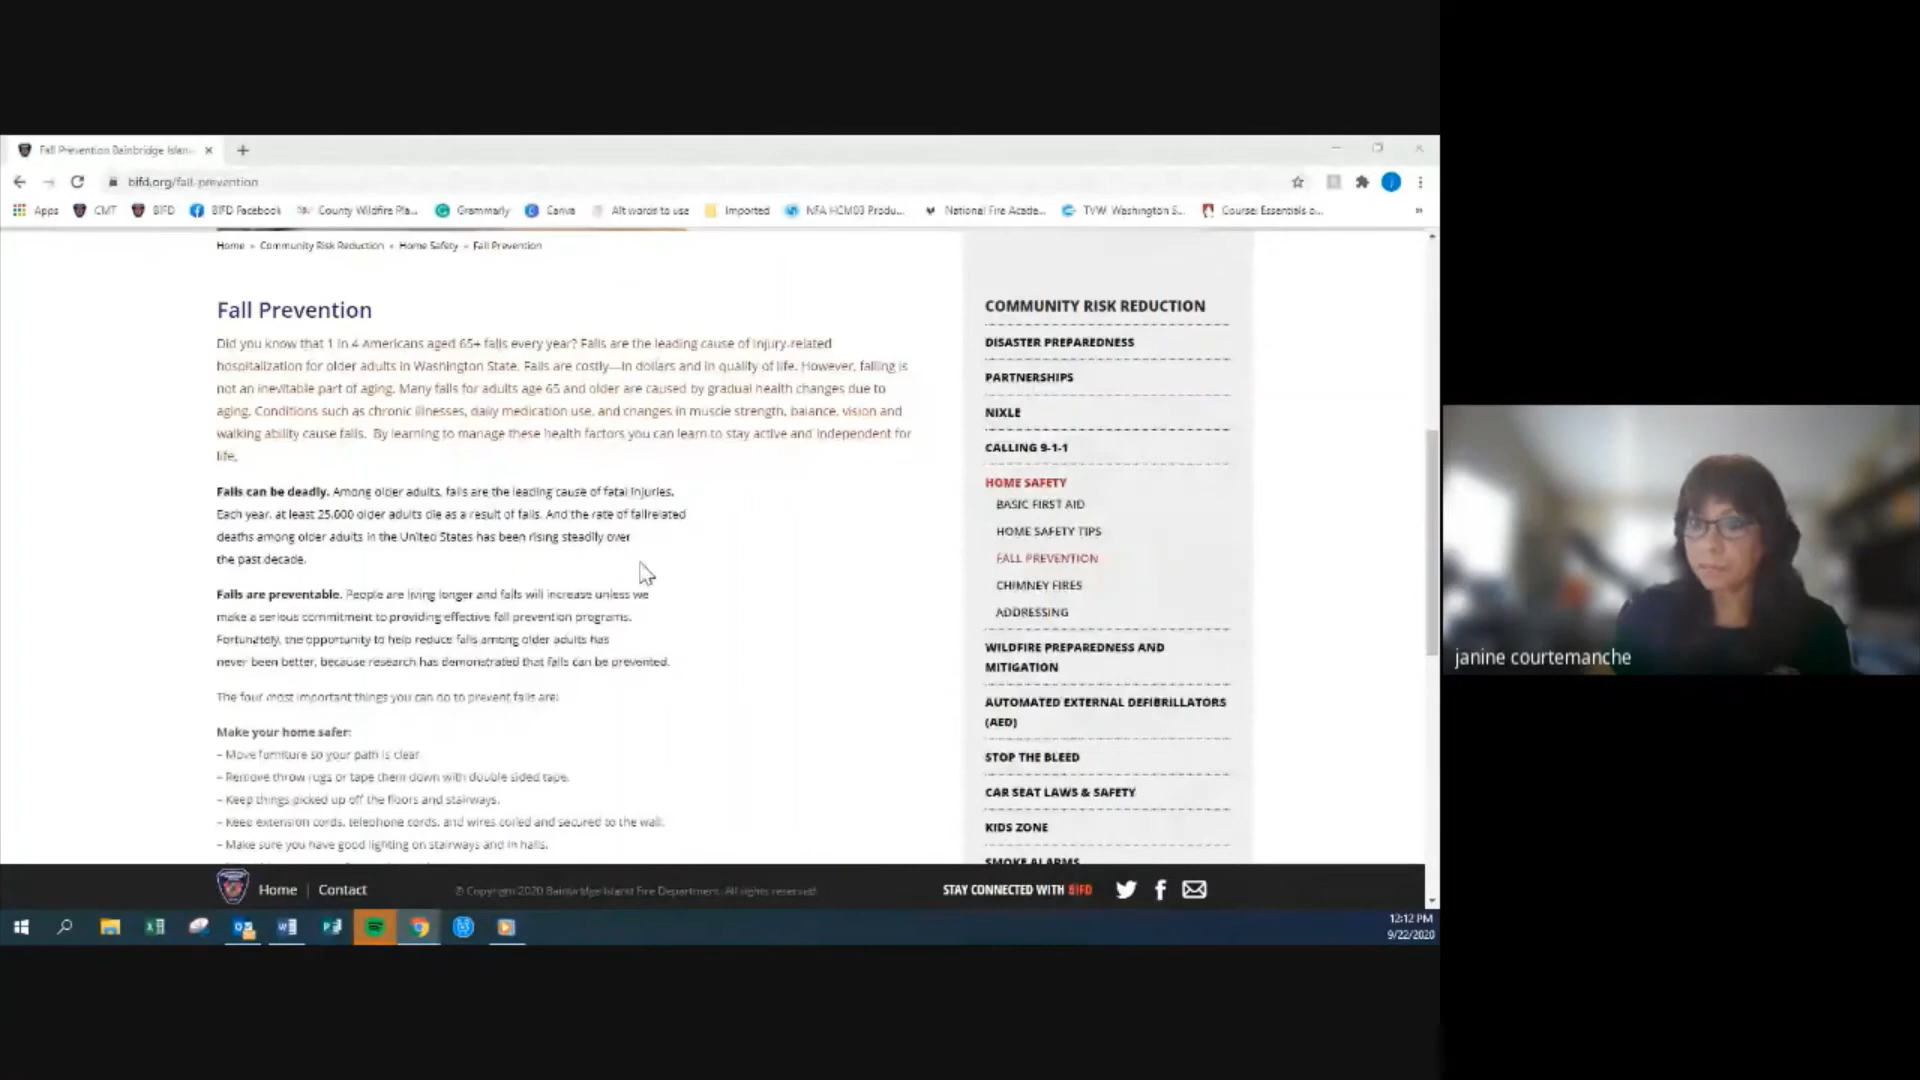 Fall Prevention Bainbridge Islan
bifd.org/fall-prevention
Apps CMT BIFD BIFD Facebook County Wildfire Pla... Grammarly Canva Alt words to use Imported NFA HCM03 Produ... National Fire Acade... TVW, Washington S... Course: Essentials o...
Home » Community Risk Reduction » Home Safety » Fall Prevention
Fall Prevention
Did you know that 1 in 4 Americans aged 65+ falls every year? Falls are the leading cause of injury-related
hospitalization for older adults in Washington State. Falls are costly—in dollars and in quality of life. However, falling is
not an inevitable part of aging. Many falls for adults age 65 and older are caused by gradual health changes due to
aging. Conditions such as chronic illnesses, daily medication use, and changes in muscle strength, balance, vision and
walking ability cause falls. By learning to manage these health factors you can learn to stay active and independent for
life.
Falls can be deadly. Among older adults, falls are the leading cause of fatal injuries.
Each year, at least 25,000 older adults die as a result of falls. And the rate of fallrelated
deaths among older adults in the United States has been rising steadily over
the past decade.
Falls are preventable. People are living longer and falls will increase unless we
make a serious commitment to providing effective fall prevention programs.
Fortunately, the opportunity to help reduce falls among older adults has
never been better, because research has demonstrated that falls can be prevented.
The four most important things you can do to prevent falls are:
Make your home safer:
– Move furniture so your path is clear
– Remove throw rugs or tape them down with double sided tape.
– Keep things picked up off the floors and stairways.
– Keep extension cords, telephone cords, and wires coiled and secured to the wall.
– Make sure you have good lighting on stairways and in halls.
COMMUNITY RISK REDUCTION
DISASTER PREPAREDNESS
PARTNERSHIPS
NIXLE
CALLING 9-1-1
HOME SAFETY
BASIC FIRST AID
HOME SAFETY TIPS
FALL PREVENTION
CHIMNEY FIRES
ADDRESSING
WILDFIRE PREPAREDNESS AND
MITIGATION
AUTOMATED EXTERNAL DEFIBRILLATORS
(AED)
STOP THE BLEED
CAR SEAT LAWS & SAFETY
KIDS ZONE
SMOKE ALARMS
Home | Contact
© Copyright 2020 Bainbridge Island Fire Department. All rights reserved
STAY CONNECTED WITH BIFD
12:12 PM
9/22/2020
janine courtemanche